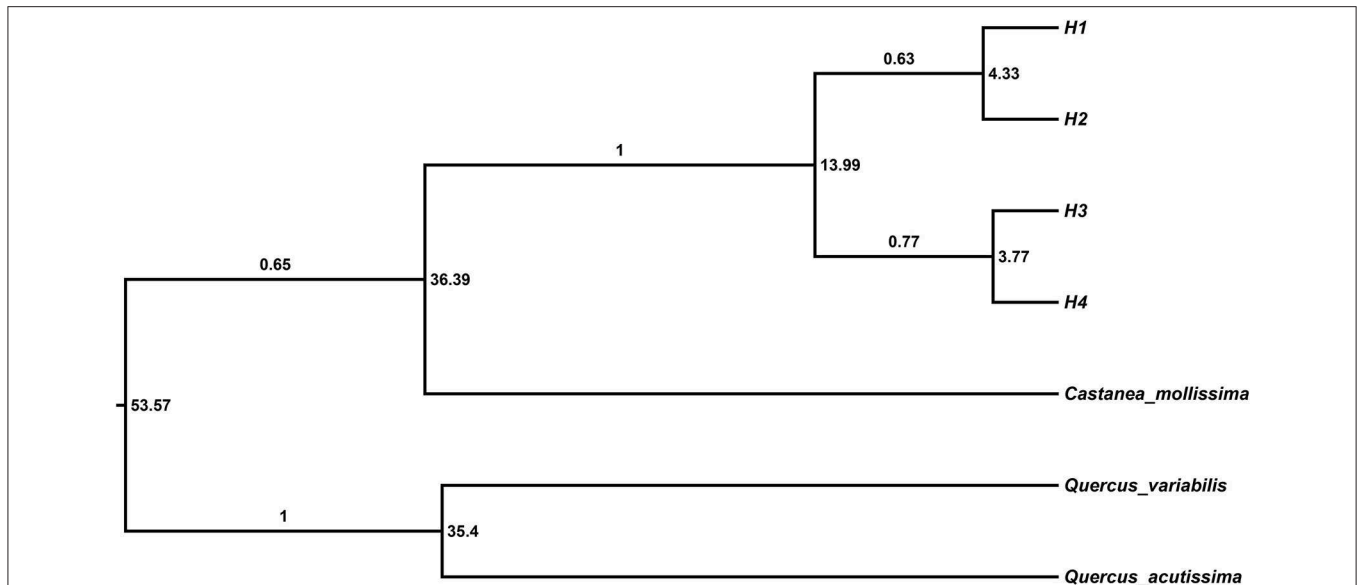 H1
0.63
4.33
H2
1
13.99
H3
0.77
3.77
H4
0.65
36.39
Castanea_mollissima
53.57
Quercus_variabilis
1
35.4
Quercus_acutissima